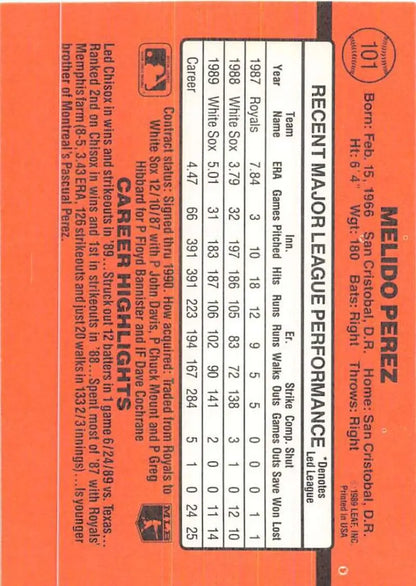 101
MELIDO PEREZ
© 1989 LEAF, INC.
Printed in USA
Born: Feb. 15, 1966 San Cristobal, D.R. Home: San Cristobal, D.R.
Ht: 6'4" Wgt: 180 Bats: Right Throws: Right
RECENT MAJOR LEAGUE PERFORMANCE *Denotes
Led League
Team Inn. Er. Strike Comp. Shut
Year Name ERA Games Pitched Hits Runs Runs Walks Outs Games Outs Save Won Lost
1987 Royals 7.84 3 10 18 12 9 5 5 0 0 0 1 1
1988 White Sox 3.79 32 197 186 105 83 72 138 3 1 0 12 10
1989 White Sox 5.01 31 183 187 106 102 90 141 2 0 0 11 14
Career 4.47 66 391 391 223 194 167 284 5 1 0 24 25
Contract status: Signed thru 1990. How acquired: Traded from Royals to
White Sox 12/10/87 with P John Davis, P Chuck Mount and P Greg
Hibbard for P Floyd Bannister and IF Dave Cochrane
MLB
CAREER HIGHLIGHTS
Led Chisox in wins and strikeouts in '89... Struck out 12 batters in 1 game 6/24/89 vs. Texas...
Ranked 2nd on Chisox in wins and 1st in strikeouts in '88... Spent most of '87 with Royals'
Memphis farm (8-5, 3.43 ERA, 126 strikeouts and just 20 walks in 133 2/3 innings)... Is younger
brother of Montreal's Pascual Perez.